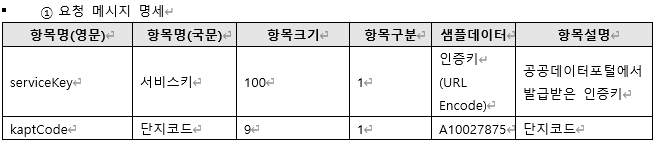 ① 요청 메시지 명세
항목명(영문) 항목명(국문) 항목크기 항목구분 샘플데이터 항목설명
serviceKey 서비스키 100 1 인증키 (URL Encode) 공공데이터포털에서 발급받은 인증키
kaptCode 단지코드 9 1 A10027875 단지코드